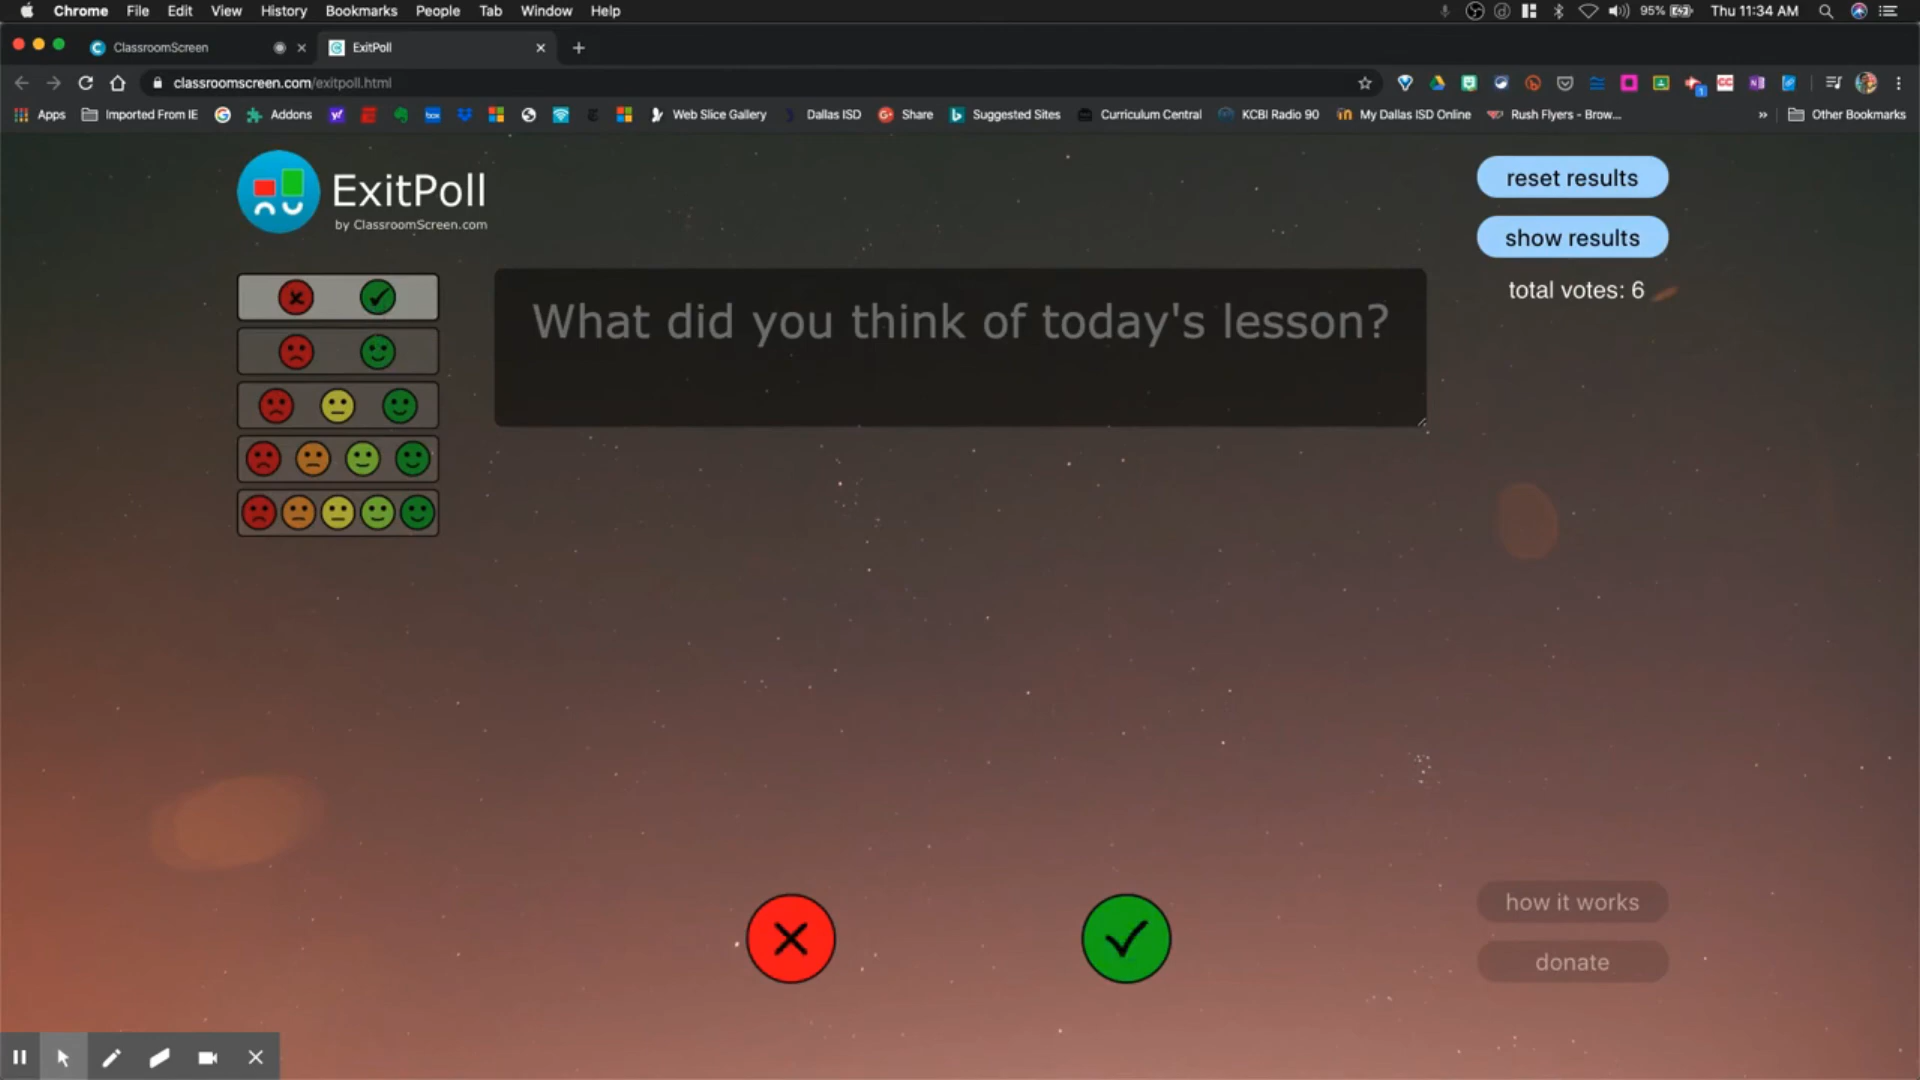 Chrome File Edit View History Bookmarks People Tab Window Help
95% Thu 11:34 AM
ClassroomScreen
ExitPoll
classroomscreen.com/exitpoll.html
Apps
Imported From IE
Addons
Web Slice Gallery
Dallas ISD
Share
Suggested Sites
Curriculum Central
KCBI Radio 90
My Dallas ISD Online
Rush Flyers - Brow...
»
Other Bookmarks
ExitPoll
by ClassroomScreen.com
reset results
show results
total votes: 6
What did you think of today's lesson?
how it works
donate